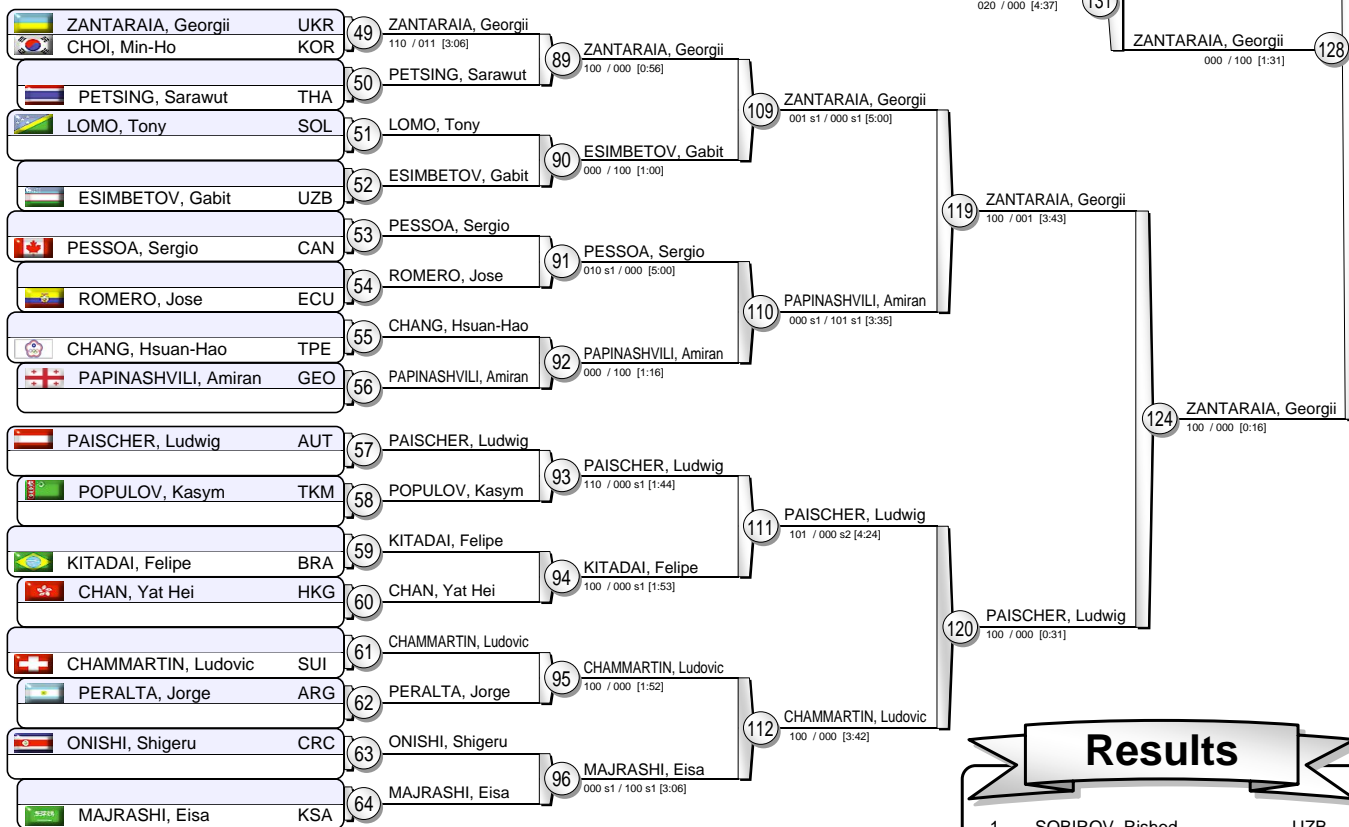 020 / 000 [4:37]
131
ZANTARAIA, Georgii
000 / 100 [1:31]
128
ZANTARAIA, Georgii UKR
CHOI, Min-Ho KOR
49
ZANTARAIA, Georgii
110 / 011 [3:06]
PETSING, Sarawut THA
50
PETSING, Sarawut
89
ZANTARAIA, Georgii
100 / 000 [0:56]
LOMO, Tony SOL
51
LOMO, Tony
ESIMBETOV, Gabit UZB
52
ESIMBETOV, Gabit
90
ESIMBETOV, Gabit
000 / 100 [1:00]
109
ZANTARAIA, Georgii
001 s1 / 000 s1 [5:00]
PESSOA, Sergio CAN
53
PESSOA, Sergio
ROMERO, Jose ECU
54
ROMERO, Jose
91
PESSOA, Sergio
010 s1 / 000 [5:00]
CHANG, Hsuan-Hao TPE
55
CHANG, Hsuan-Hao
PAPINASHVILI, Amiran GEO
56
PAPINASHVILI, Amiran
92
PAPINASHVILI, Amiran
000 / 100 [1:16]
110
PAPINASHVILI, Amiran
000 s1 / 101 s1 [3:35]
119
ZANTARAIA, Georgii
100 / 001 [3:43]
PAISCHER, Ludwig AUT
57
PAISCHER, Ludwig
POPULOV, Kasym TKM
58
POPULOV, Kasym
93
PAISCHER, Ludwig
110 / 000 s1 [1:44]
KITADAI, Felipe BRA
59
KITADAI, Felipe
CHAN, Yat Hei HKG
60
CHAN, Yat Hei
94
KITADAI, Felipe
100 / 000 s1 [1:53]
111
PAISCHER, Ludwig
101 / 000 s2 [4:24]
CHAMMARTIN, Ludovic SUI
61
CHAMMARTIN, Ludovic
PERALTA, Jorge ARG
62
PERALTA, Jorge
95
CHAMMARTIN, Ludovic
100 / 000 [1:52]
ONISHI, Shigeru CRC
63
ONISHI, Shigeru
MAJRASHI, Eisa KSA
64
MAJRASHI, Eisa
96
MAJRASHI, Eisa
000 s1 / 100 s1 [3:06]
112
CHAMMARTIN, Ludovic
100 / 000 [3:42]
120
PAISCHER, Ludwig
100 / 000 [0:31]
124
ZANTARAIA, Georgii
100 / 000 [0:16]
Results
1 SOBIROV, Rishod UZB